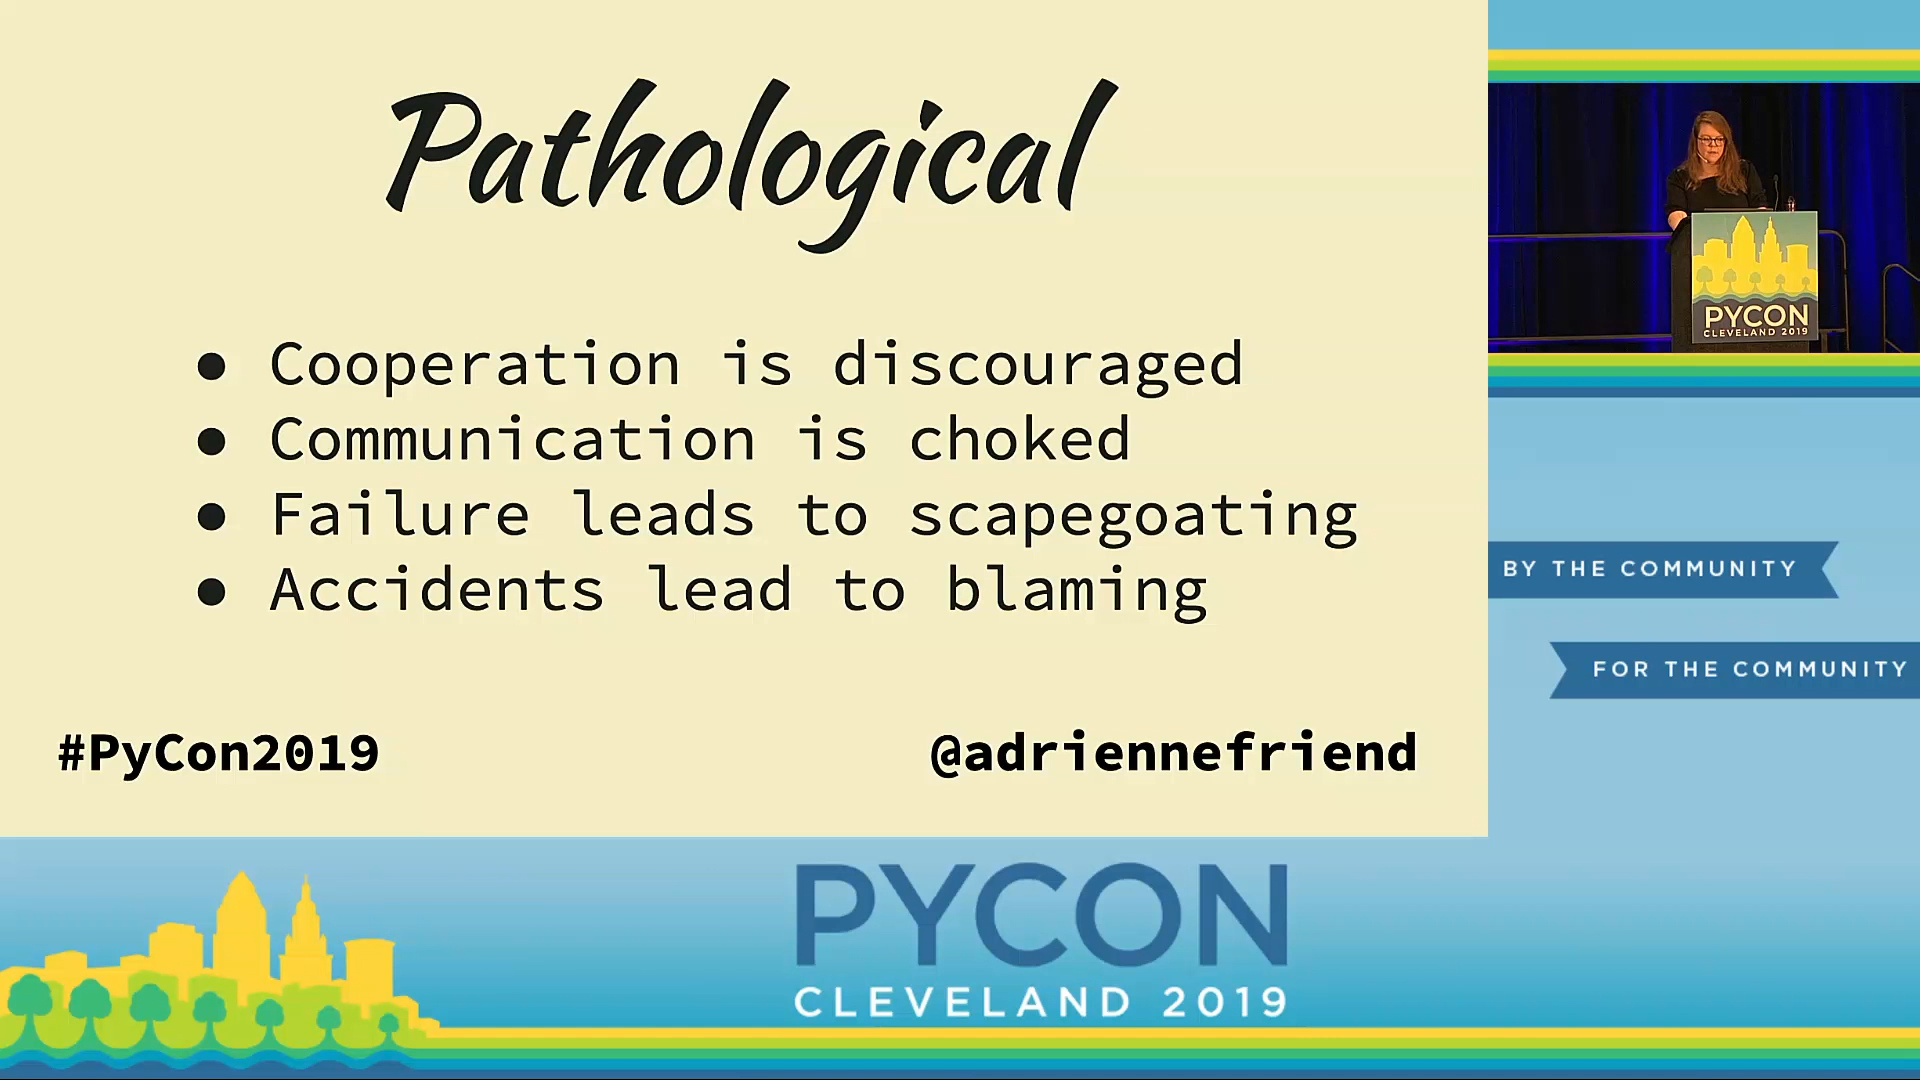 Pathological
● Cooperation is discouraged
● Communication is choked
● Failure leads to scapegoating
● Accidents lead to blaming
#PyCon2019
@adriennefriend
PYCON
CLEVELAND 2019
BY THE COMMUNITY
FOR THE COMMUNITY
PYCON
CLEVELAND 2019